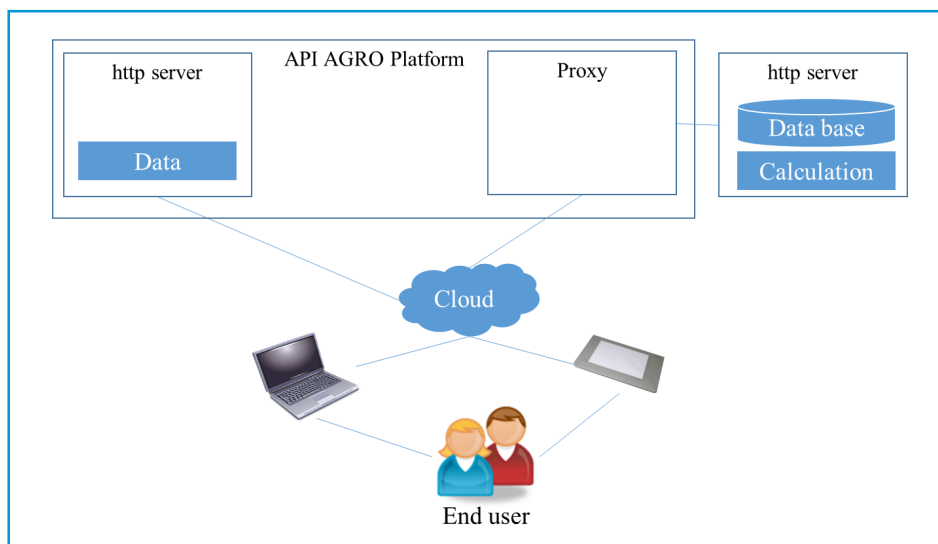 API AGRO Platform
http server
Data
Proxy
http server
Data base
Calculation
Cloud
End user